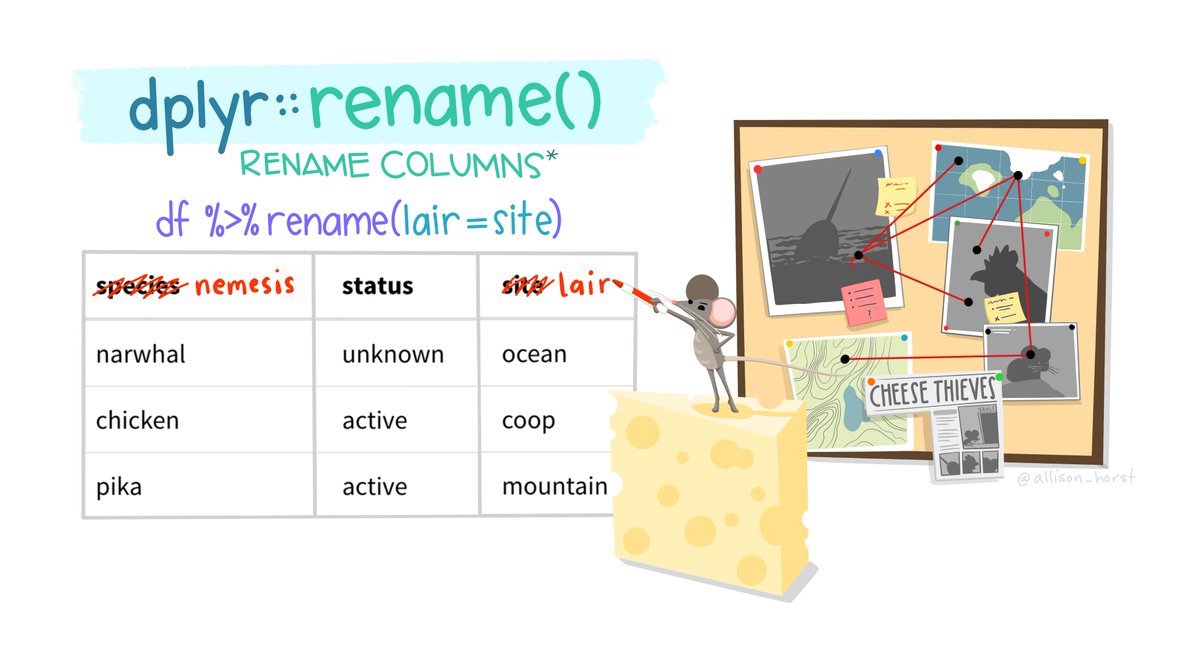 dplyr::rename()
RENAME COLUMNS*
df %>% rename(lair=site)
species nemesis status site lair
narwhal unknown ocean
chicken active coop
pika active mountain
?
CHEESE THIEVES
VAULT
@allison_horst